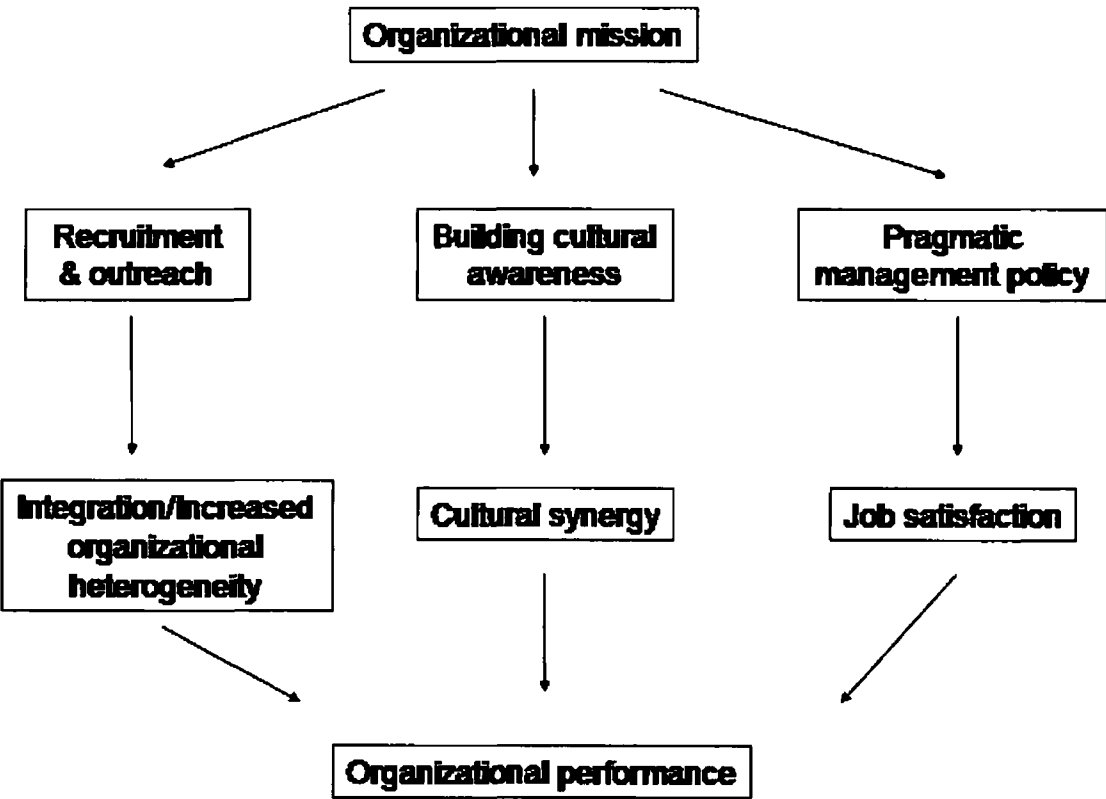 Organizational mission
Recruitment
& outreach
Building cultural
awareness
Pragmatic
management policy
Integration/Increased
organizational
heterogeneity
Cultural synergy
Job satisfaction
Organizational performance